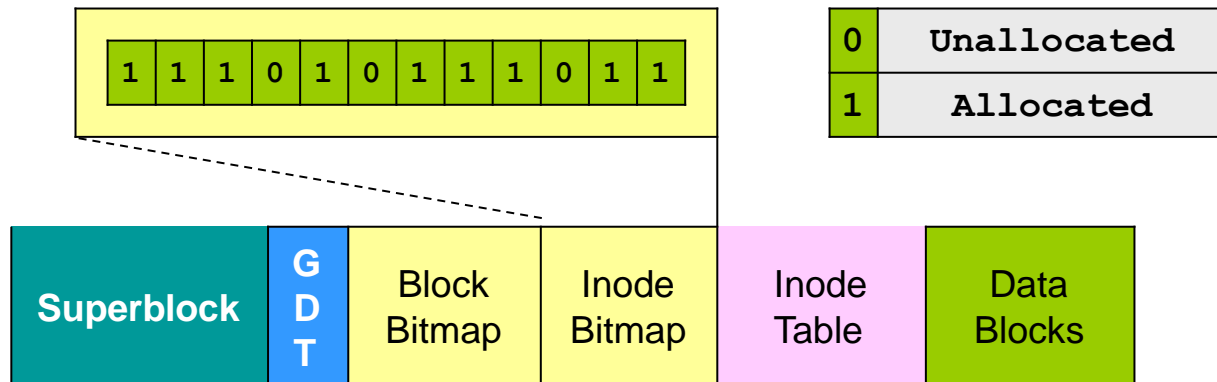 1 1 1 0 1 0 1 1 1 0 1 1
0 Unallocated
1 Allocated
Superblock
G
D
T
Block
Bitmap
Inode
Bitmap
Inode
Table
Data
Blocks